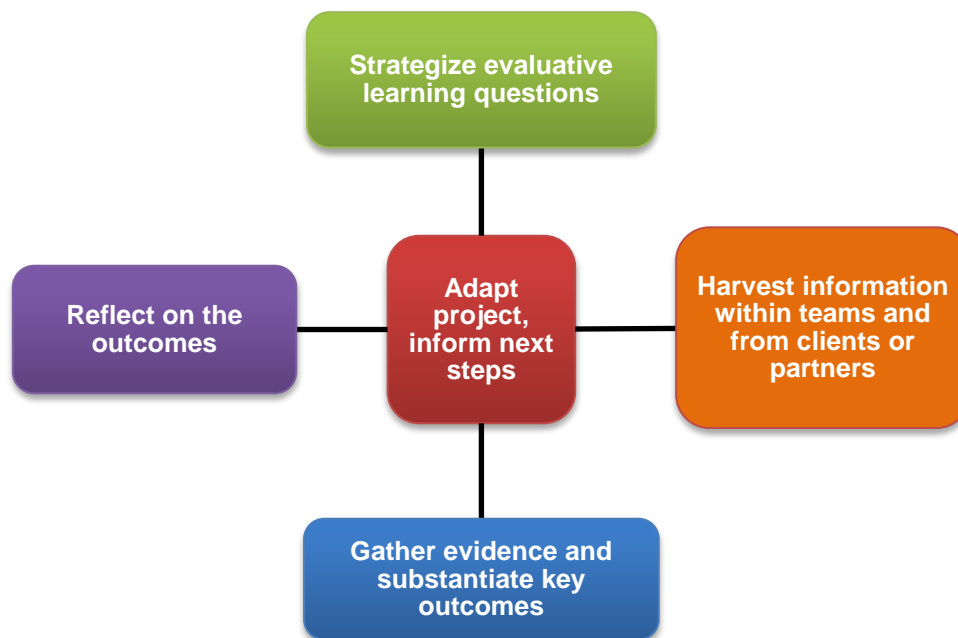 Strategize evaluative
learning questions
Reflect on the
outcomes
Adapt
project,
inform next
steps
Harvest information
within teams and
from clients or
partners
Gather evidence and
substantiate key
outcomes